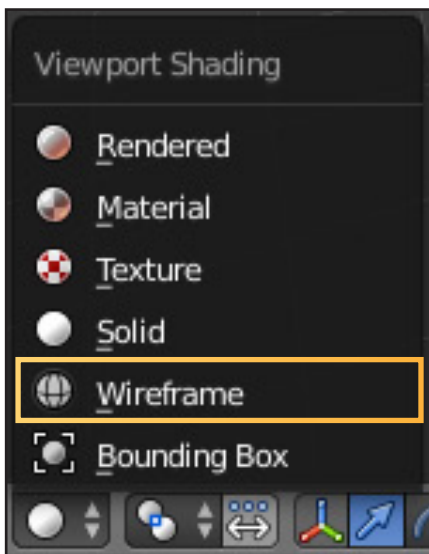 Viewport Shading
Rendered
Material
Texture
Solid
Wireframe
Bounding Box